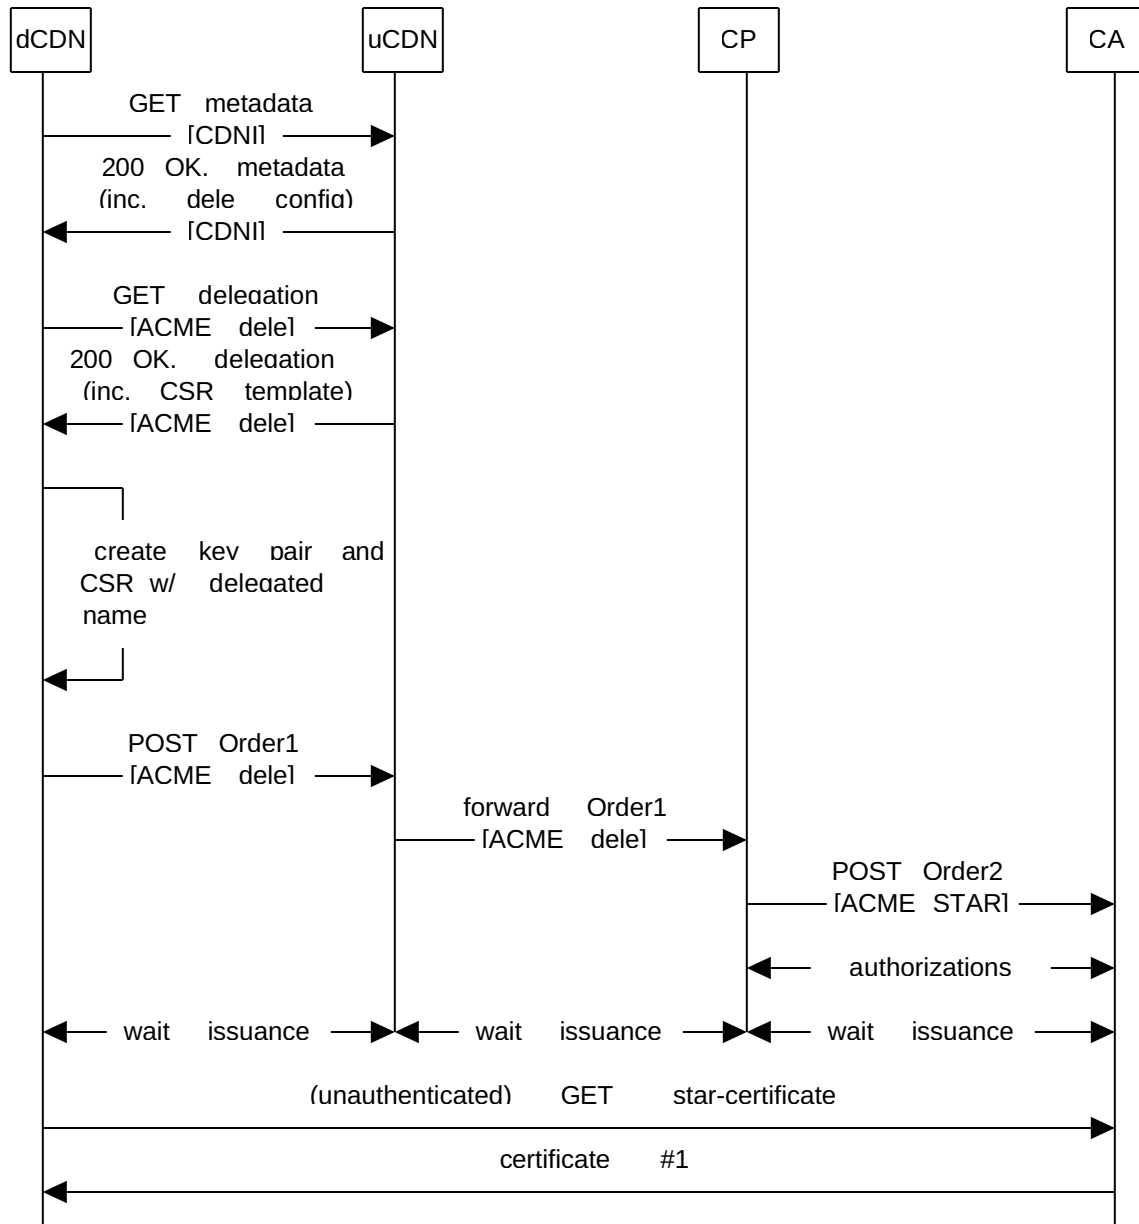 dCDN uCDN CP CA
GET metadata
[CDNI]
200 OK, metadata
(inc. dele config)
[CDNI]
GET delegation
[ACME dele]
200 OK, delegation
(inc. CSR template)
[ACME dele]
create key pair and
CSR w/ delegated
name
POST Order1
[ACME dele]
forward Order1
[ACME dele]
POST Order2
[ACME STAR]
authorizations
wait issuance wait issuance wait issuance
(unauthenticated) GET star-certificate
certificate #1